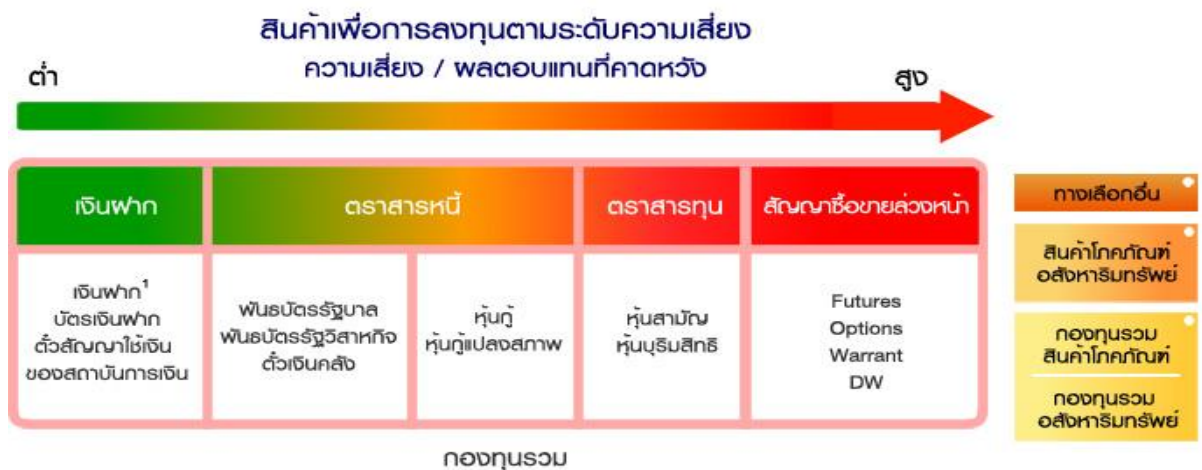 สินค้าเพื่อการลงทุนตามระดับความเสี่ยง
ความเสี่ยง / ผลตอบแทนที่คาดหวัง
ต่ำ
สูง
เงินฝาก
ตราสารหนี้
ตราสารทุน
สัญญาซื้อขายล่วงหน้า
เงินฝาก¹
บัตรเงินฝาก
ตั๋วสัญญาใช้เงิน
ของสถาบันการเงิน
พันธบัตรรัฐบาล
พันธบัตรรัฐวิสาหกิจ
ตั๋วเงินคลัง
หุ้นกู้
หุ้นกู้แปลงสภาพ
หุ้นสามัญ
หุ้นบุริมสิทธิ
Futures
Options
Warrant
DW
กองทุนรวม
ทางเลือกอื่น
สินค้าโภคภัณฑ์
อสังหาริมทรัพย์
กองทุนรวม
สินค้าโภคภัณฑ์
กองทุนรวม
อสังหาริมทรัพย์